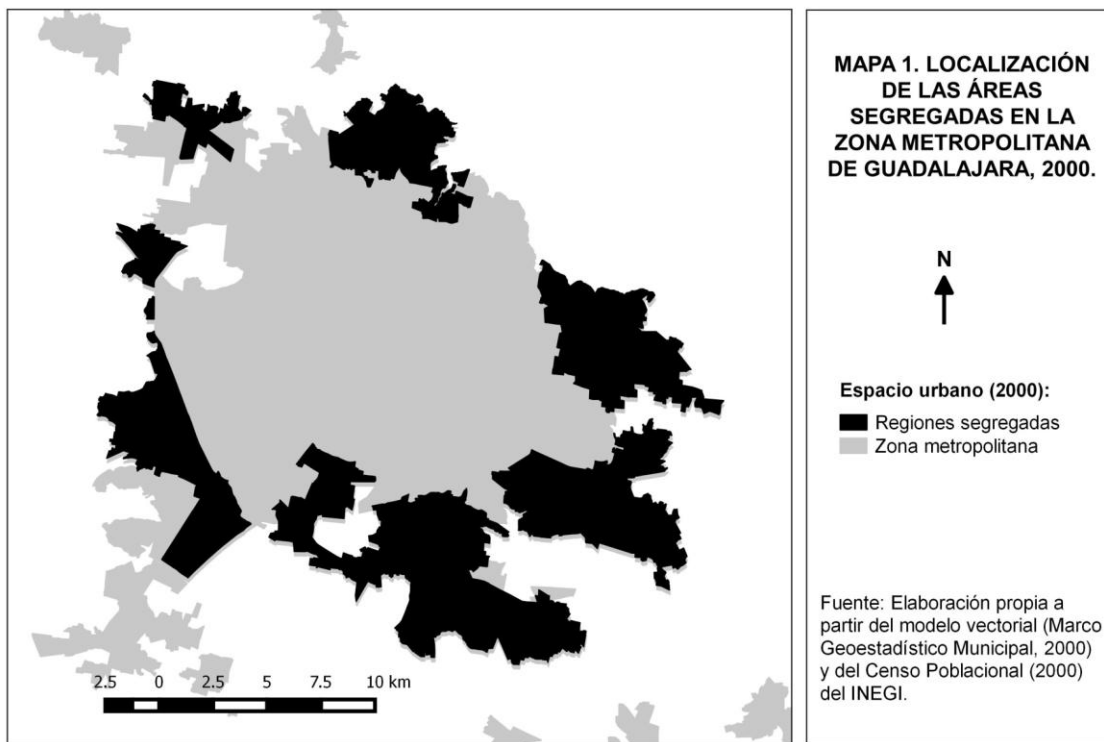 MAPA 1. LOCALIZACIÓN
DE LAS ÁREAS
SEGREGADAS EN LA
ZONA METROPOLITANA
DE GUADALAJARA, 2000.
N
Espacio urbano (2000):
Regiones segregadas
Zona metropolitana
Fuente: Elaboración propia a
partir del modelo vectorial (Marco
Geoestadístico Municipal, 2000)
y del Censo Poblacional (2000)
del INEGI.
2.5 0 2.5 5 7.5 10 km